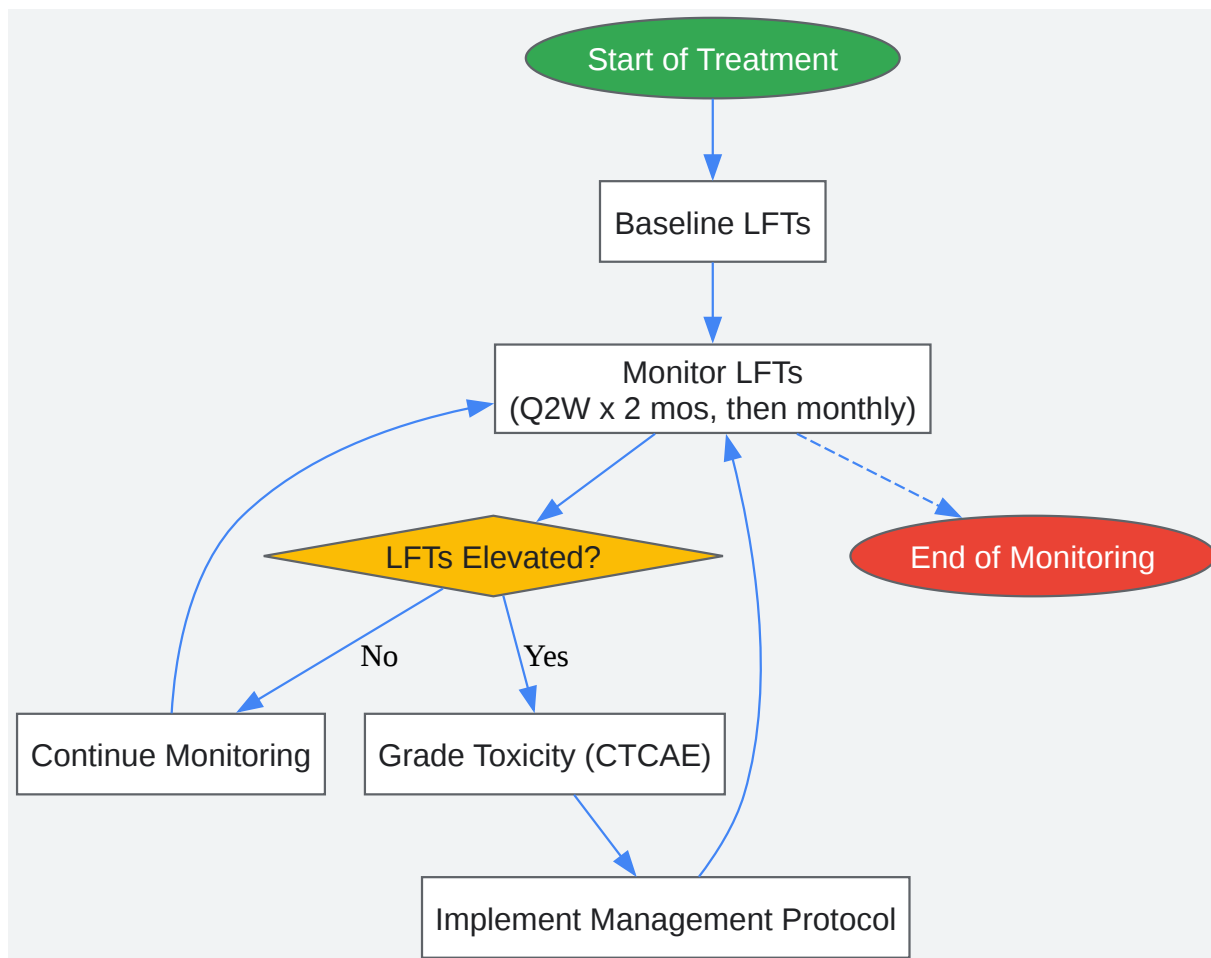 Start of Treatment
Baseline LFTs
Monitor LFTs
(Q2W x 2 mos, then monthly)
LFTs Elevated?
End of Monitoring
No
Yes
Continue Monitoring
Grade Toxicity (CTCAE)
Implement Management Protocol